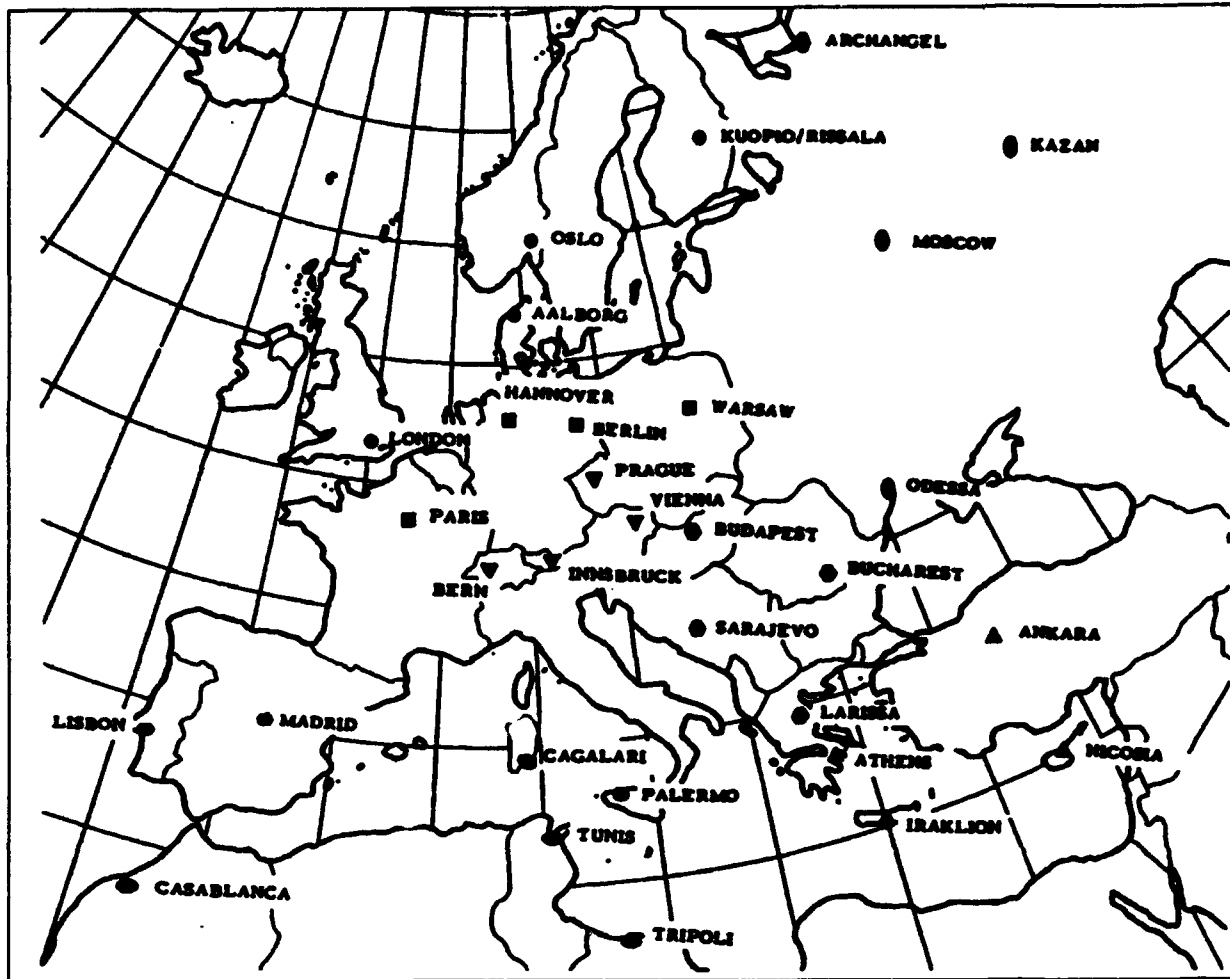 ARCHANGEL
KUOPIO/RISSALA
KAZAN
OSLO
MOSCOW
AALBORG
HANNOVER
WARSAW
BERLIN
LONDON
PRAGUE
VIENNA
ODESSA
PARIS
BUDAPEST
BERN
INNSBRUCK
BUCHAREST
SARAJEVO
ANKARA
LISBON
MADRID
LARISSA
CAGALARI
ATHENS
NICOSIA
PALERMO
TUNIS
IRAKLION
CASABLANCA
TRIPOLI